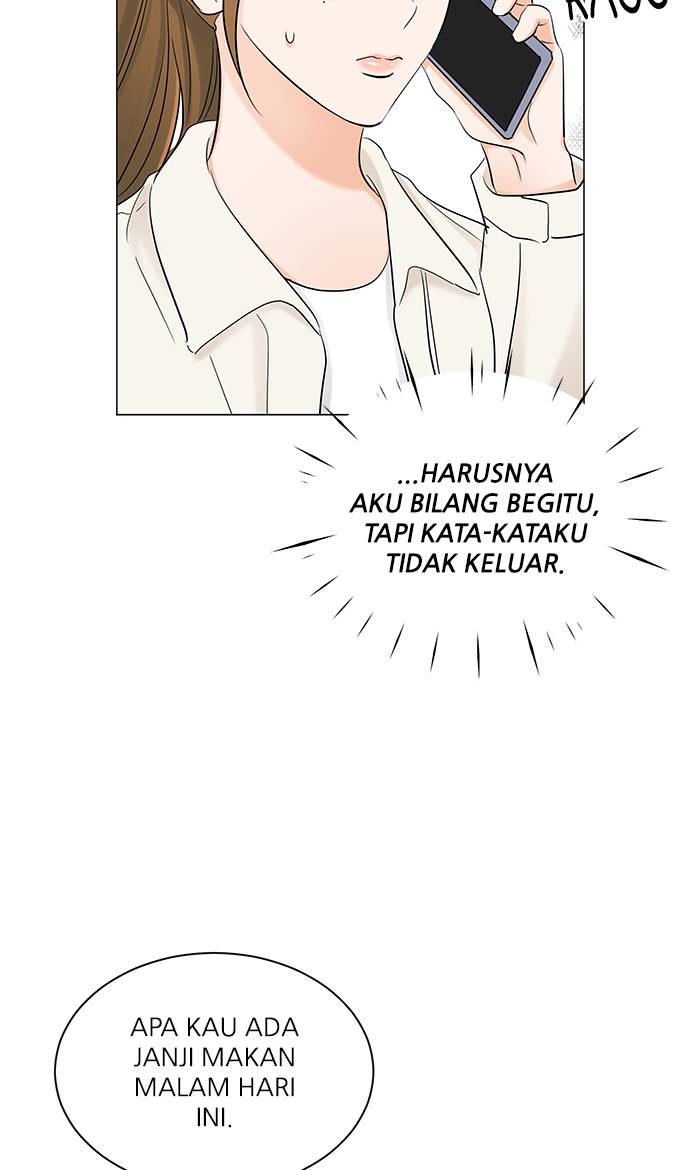 ...HARUSNYA
AKU BILANG BEGITU,
TAPI KATA-KATAKU
TIDAK KELUAR.
APA KAU ADA
JANJI MAKAN
MALAM HARI
INI.